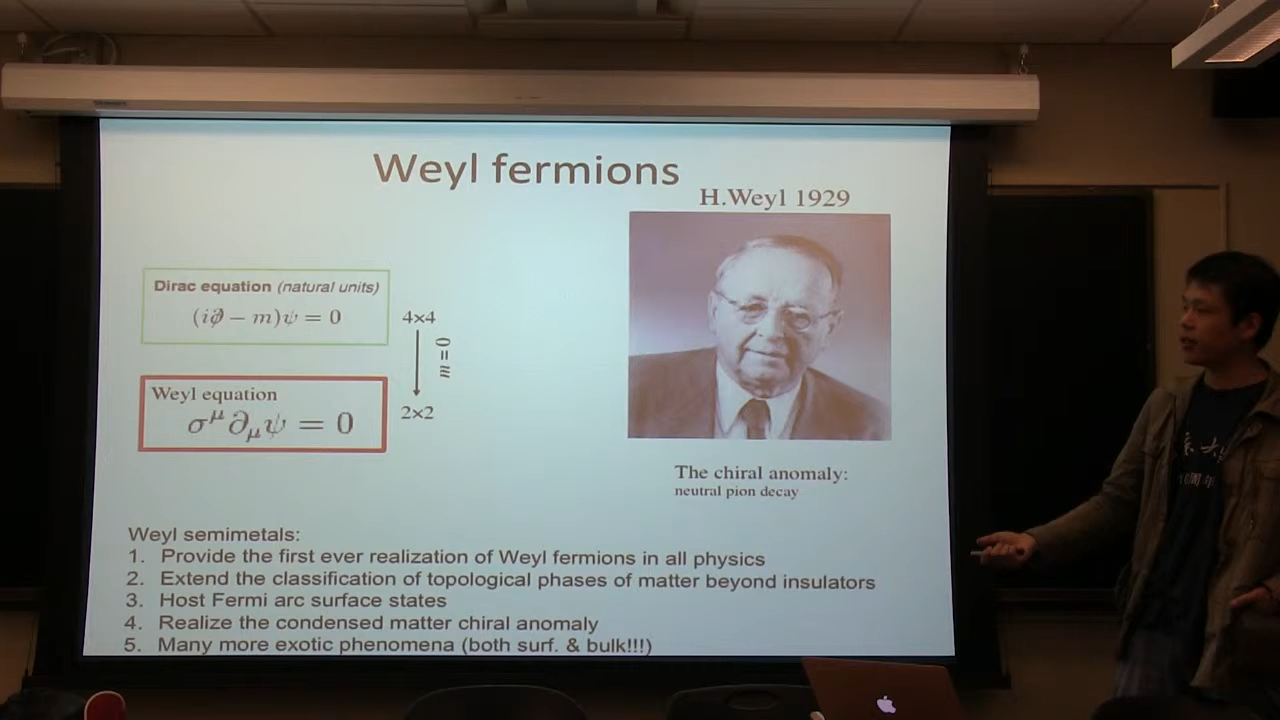 Weyl fermions
H.Weyl 1929
Dirac equation (natural units)
(i∂̸ − m)ψ = 0
4×4
m=0
2×2
Weyl equation
σ^μ ∂_μ ψ = 0
The chiral anomaly:
neutral pion decay
Weyl semimetals:
1. Provide the first ever realization of Weyl fermions in all physics
2. Extend the classification of topological phases of matter beyond insulators
3. Host Fermi arc surface states
4. Realize the condensed matter chiral anomaly
5. Many more exotic phenomena (both surf. & bulk!!!)
周年